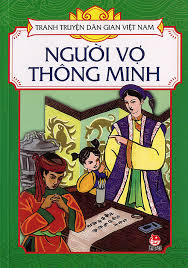 TRANH TRUYỆN DÂN GIAN VIỆT NAM
NGƯỜI VỢ
THÔNG MINH